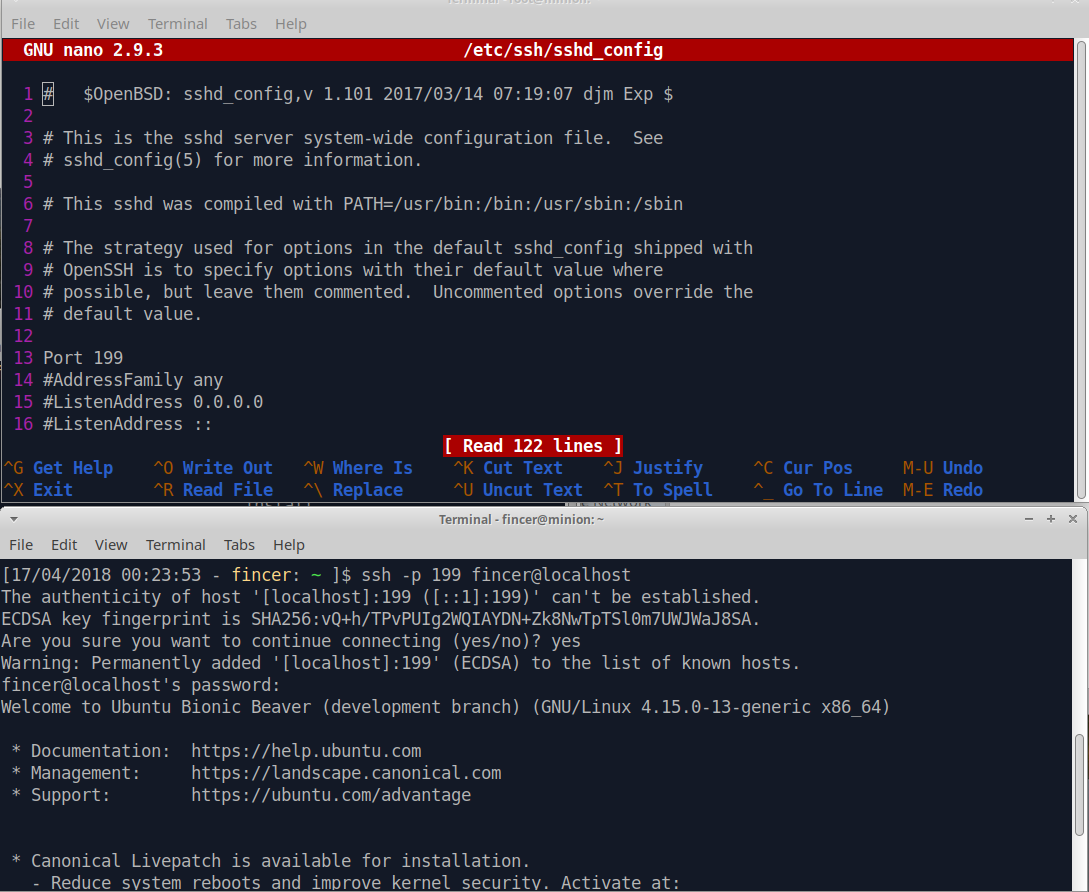 File Edit View Terminal Tabs Help
GNU nano 2.9.3 /etc/ssh/sshd_config
1 #   $OpenBSD: sshd_config,v 1.101 2017/03/14 07:19:07 djm Exp $
2
3 # This is the sshd server system-wide configuration file.  See
4 # sshd_config(5) for more information.
5
6 # This sshd was compiled with PATH=/usr/bin:/bin:/usr/sbin:/sbin
7
8 # The strategy used for options in the default sshd_config shipped with
9 # OpenSSH is to specify options with their default value where
10 # possible, but leave them commented.  Uncommented options override the
11 # default value.
12
13 Port 199
14 #AddressFamily any
15 #ListenAddress 0.0.0.0
16 #ListenAddress ::
[ Read 122 lines ]
^G Get Help ^O Write Out ^W Where Is ^K Cut Text ^J Justify ^C Cur Pos M-U Undo
^X Exit ^R Read File ^\ Replace ^U Uncut Text ^T To Spell ^_ Go To Line M-E Redo
Terminal - fincer@minion: ~
File Edit View Terminal Tabs Help
[17/04/2018 00:23:53 - fincer: ~ ]$ ssh -p 199 fincer@localhost
The authenticity of host '[localhost]:199 ([::1]:199)' can't be established.
ECDSA key fingerprint is SHA256:vQ+h/TPvPUIg2WQIAYDN+Zk8NwTpTSl0m7UWJWaJ8SA.
Are you sure you want to continue connecting (yes/no)? yes
Warning: Permanently added '[localhost]:199' (ECDSA) to the list of known hosts.
fincer@localhost's password:
Welcome to Ubuntu Bionic Beaver (development branch) (GNU/Linux 4.15.0-13-generic x86_64)
* Documentation:  https://help.ubuntu.com
* Management:     https://landscape.canonical.com
* Support:        https://ubuntu.com/advantage
* Canonical Livepatch is available for installation.
- Reduce system reboots and improve kernel security. Activate at: